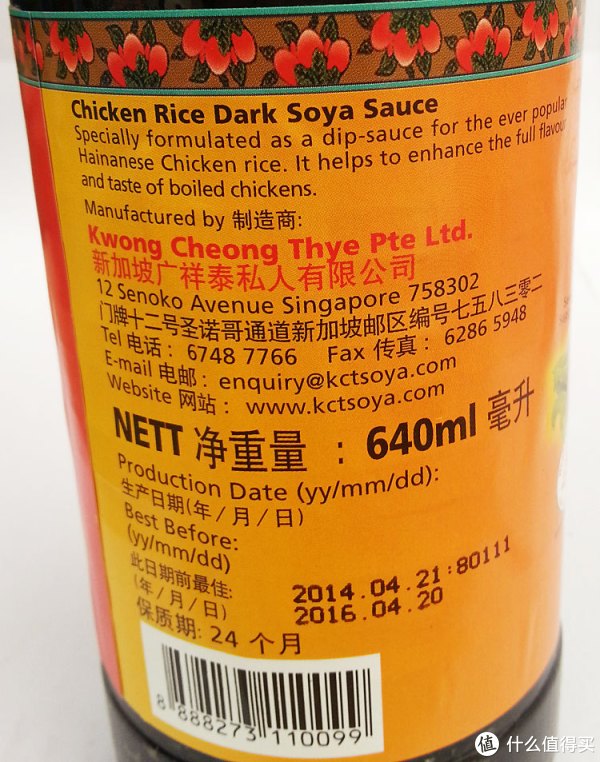 Chicken Rice Dark Soya Sauce
Specially formulated as a dip-sauce for the ever popular
Hainanese Chicken rice. It helps to enhance the full flavour
and taste of boiled chickens.
Manufactured by 制造商:
Kwong Cheong Thye Pte Ltd.
新加坡广祥泰私人有限公司
12 Senoko Avenue Singapore 758302
门牌十二号圣诺哥通道新加坡邮区编号七五八三零二
Tel 电话: 6748 7766 Fax 传真: 6286 5948
E-mail 电邮: enquiry@kctsoya.com
Website 网站: www.kctsoya.com
NETT 净重量 : 640ml 毫升
Production Date (yy/mm/dd):
生产日期(年/月/日)
Best Before:
(yy/mm/dd)
此日期前最佳:
(年/月/日)
2014.04.21:80111
2016.04.20
保质期: 24 个月
8 888273 110099
值 什么值得买